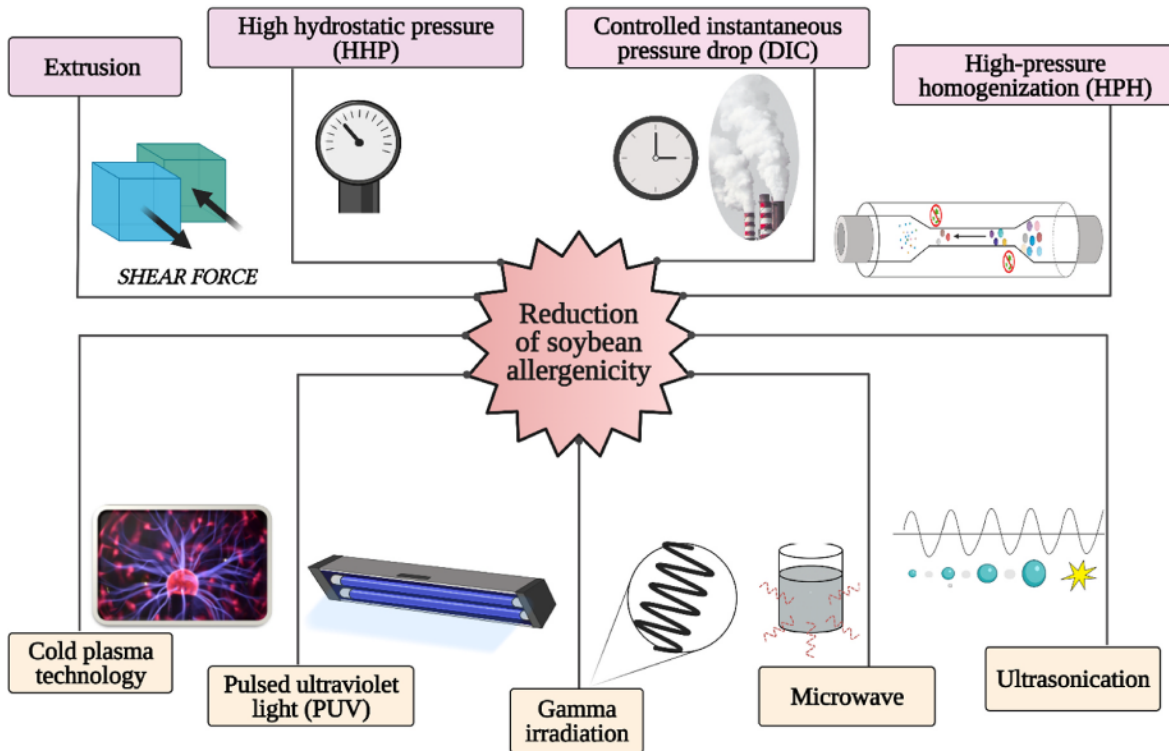 Extrusion
High hydrostatic pressure
(HHP)
Controlled instantaneous
pressure drop (DIC)
High-pressure
homogenization (HPH)
SHEAR FORCE
Reduction
of soybean
allergenicity
Cold plasma
technology
Pulsed ultraviolet
light (PUV)
Gamma
irradiation
Microwave
Ultrasonication